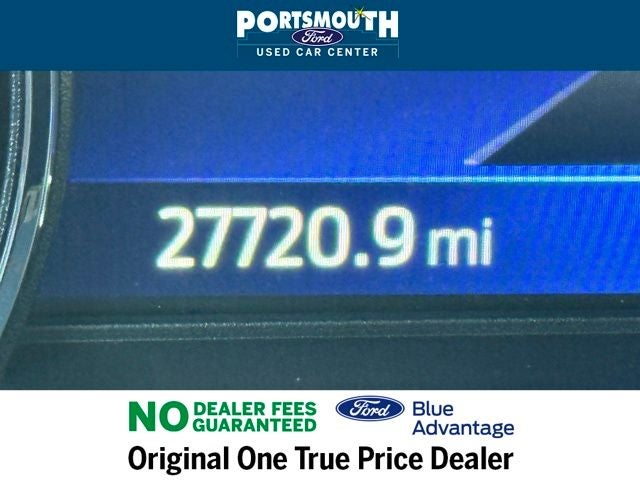 PORTSMOUTH
Ford
USED CAR CENTER
27720.9 mi
NO DEALER FEES GUARANTEED
Ford
Blue Advantage
Original One True Price Dealer